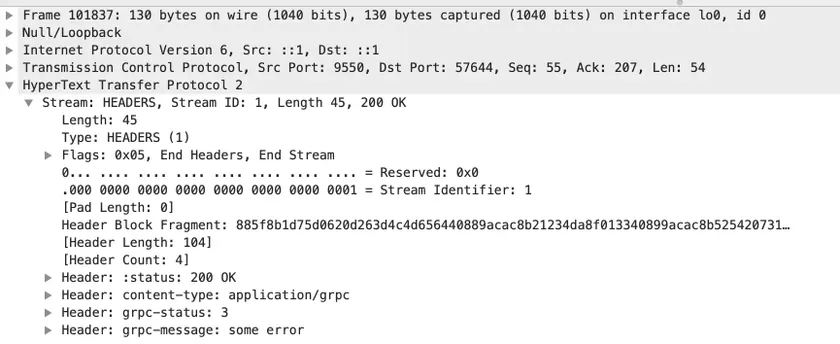 Frame 101837: 130 bytes on wire (1040 bits), 130 bytes captured (1040 bits) on interface lo0, id 0
Null/Loopback
Internet Protocol Version 6, Src: ::1, Dst: ::1
Transmission Control Protocol, Src Port: 9550, Dst Port: 57644, Seq: 55, Ack: 207, Len: 54
HyperText Transfer Protocol 2
Stream: HEADERS, Stream ID: 1, Length 45, 200 OK
Length: 45
Type: HEADERS (1)
Flags: 0x05, End Headers, End Stream
0... .... .... .... .... .... .... .... = Reserved: 0x0
.000 0000 0000 0000 0000 0000 0000 0001 = Stream Identifier: 1
[Pad Length: 0]
Header Block Fragment: 885f8b1d75d0620d263d4c4d656440889acac8b21234da8f013340899acac8b525420731…
[Header Length: 104]
[Header Count: 4]
Header: :status: 200 OK
Header: content-type: application/grpc
Header: grpc-status: 3
Header: grpc-message: some error